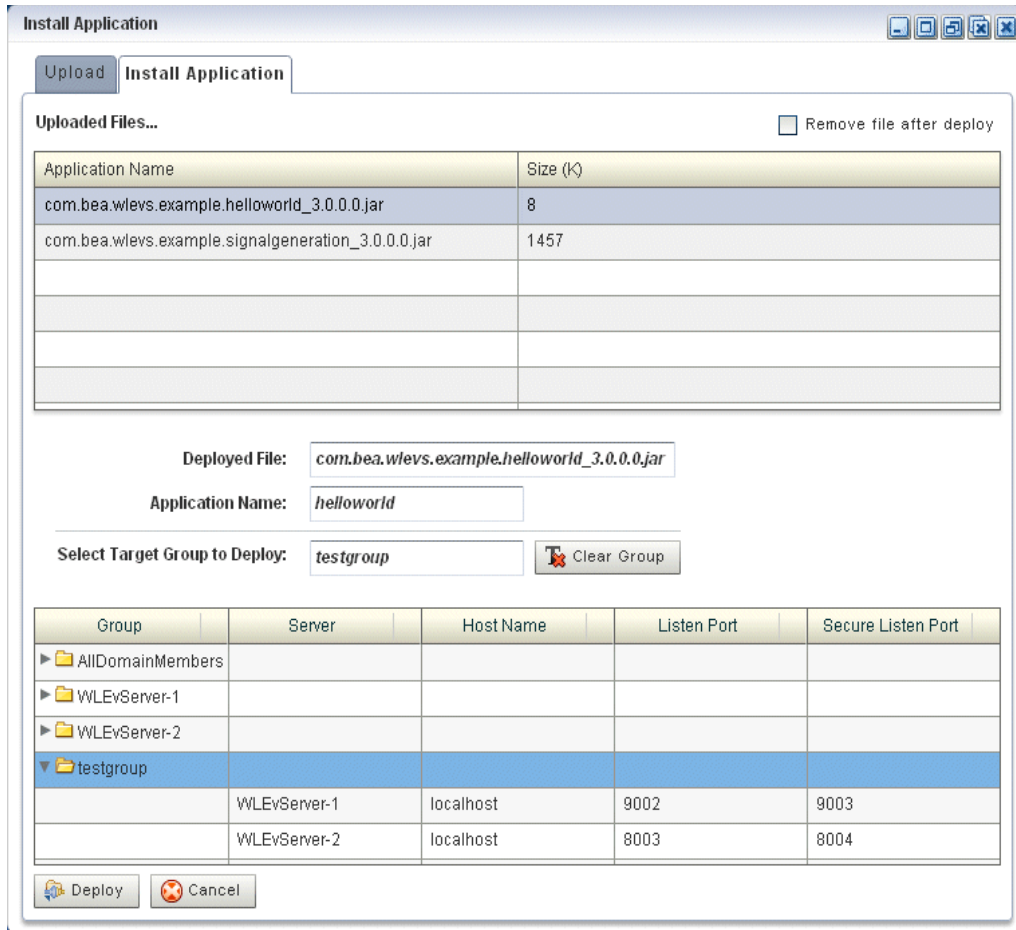 Install Application
Upload Install Application
Uploaded Files... Remove file after deploy
Application Name Size (K)
com.bea.wlevs.example.helloworld_3.0.0.0.jar 8
com.bea.wlevs.example.signalgeneration_3.0.0.0.jar 1457
Deployed File: com.bea.wlevs.example.helloworld_3.0.0.0.jar
Application Name: helloworld
Select Target Group to Deploy: testgroup Clear Group
Group Server Host Name Listen Port Secure Listen Port
AllDomainMembers
WLEvServer-1
WLEvServer-2
testgroup
WLEvServer-1 localhost 9002 9003
WLEvServer-2 localhost 8003 8004
Deploy Cancel